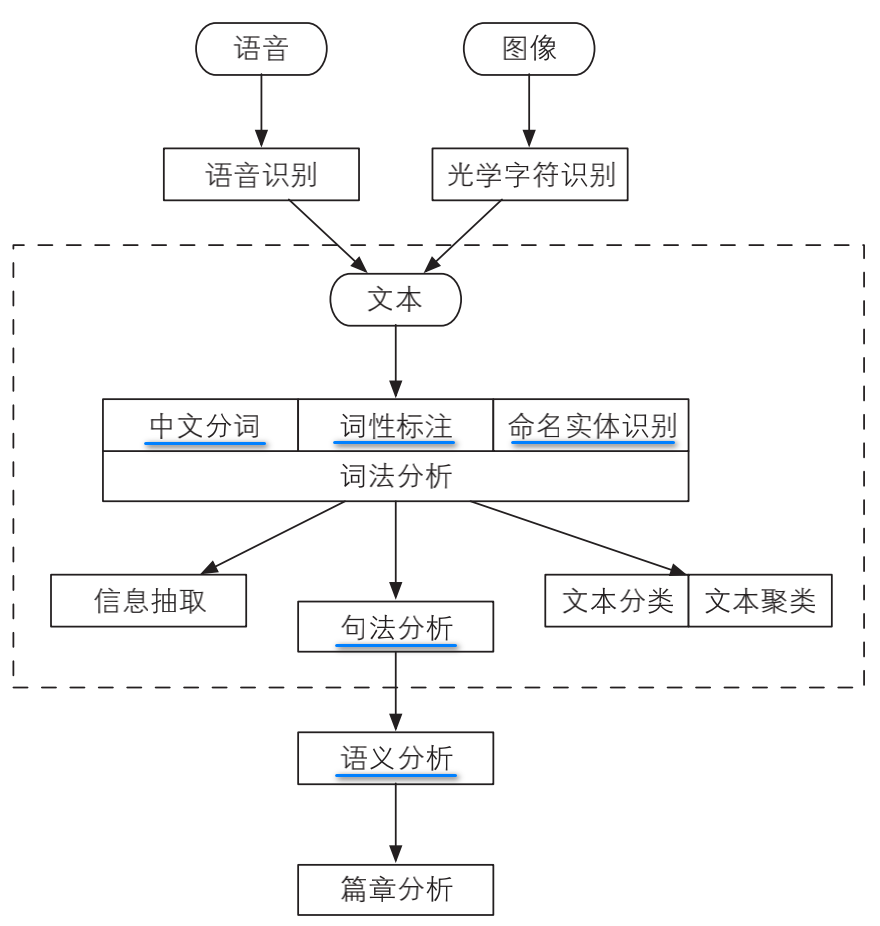 语音
图像
语音识别
光学字符识别
文本
中文分词
词性标注
命名实体识别
词法分析
信息抽取
文本分类
文本聚类
句法分析
语义分析
篇章分析